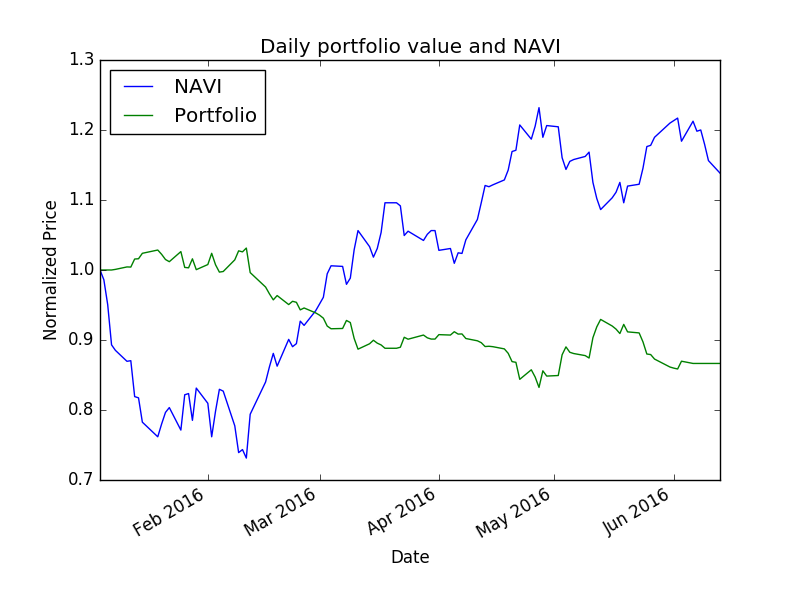 Daily portfolio value and NAVI
NAVI
Portfolio
1.3
1.2
1.1
1.0
0.9
0.8
0.7
Normalized Price
Feb 2016
Mar 2016
Apr 2016
May 2016
Jun 2016
Date